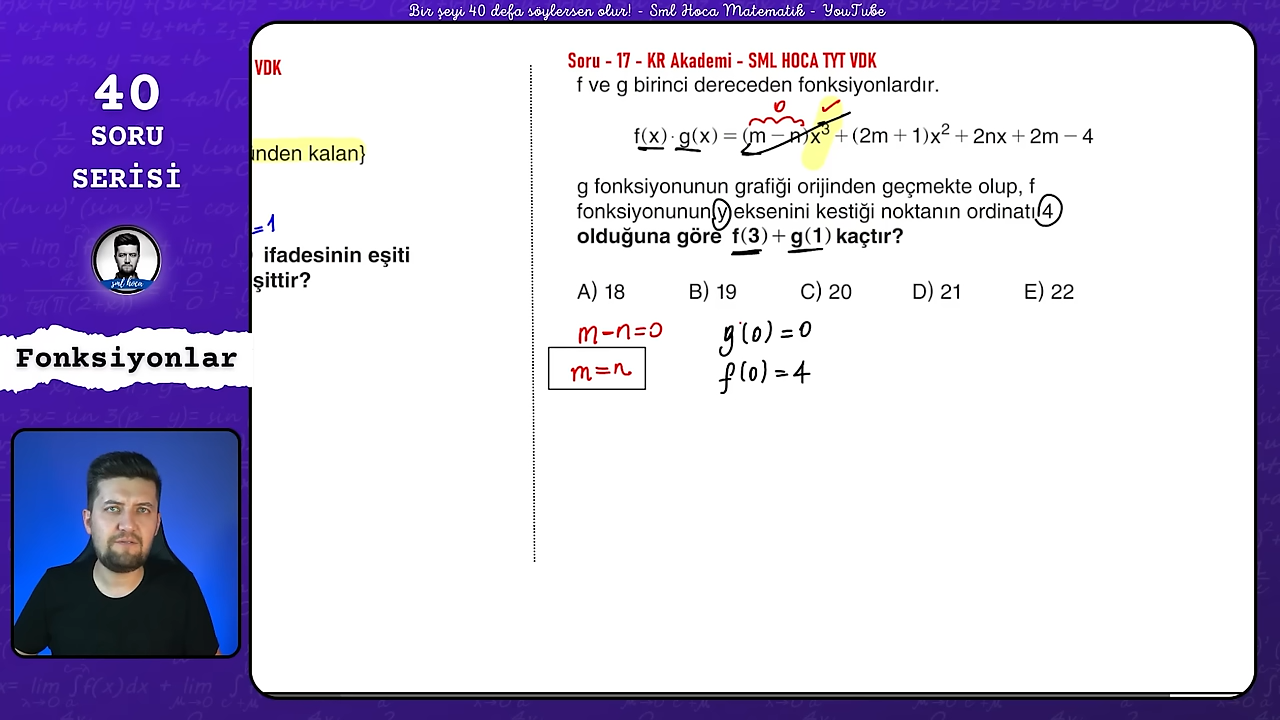 Bir şeyi 40 defa söylersen olur! - Sml Hoca Matematik - YouTube
40
SORU
SERİSİ
sml hoca
Fonksiyonlar
VDK
unden kalan}
=1
ifadesinin eşiti
şittir?
Soru - 17 - KR Akademi - SML HOCA TYT VDK
f ve g birinci dereceden fonksiyonlardır.
0 ✓
f(x)·g(x) = (m − n)x³ + (2m + 1)x² + 2nx + 2m − 4
g fonksiyonunun grafiği orijinden geçmekte olup, f
fonksiyonunun y eksenini kestiği noktanın ordinatı 4
olduğuna göre f(3) + g(1) kaçtır?
A) 18 B) 19 C) 20 D) 21 E) 22
m-n=0 g(0)=0
m=n f(0)=4